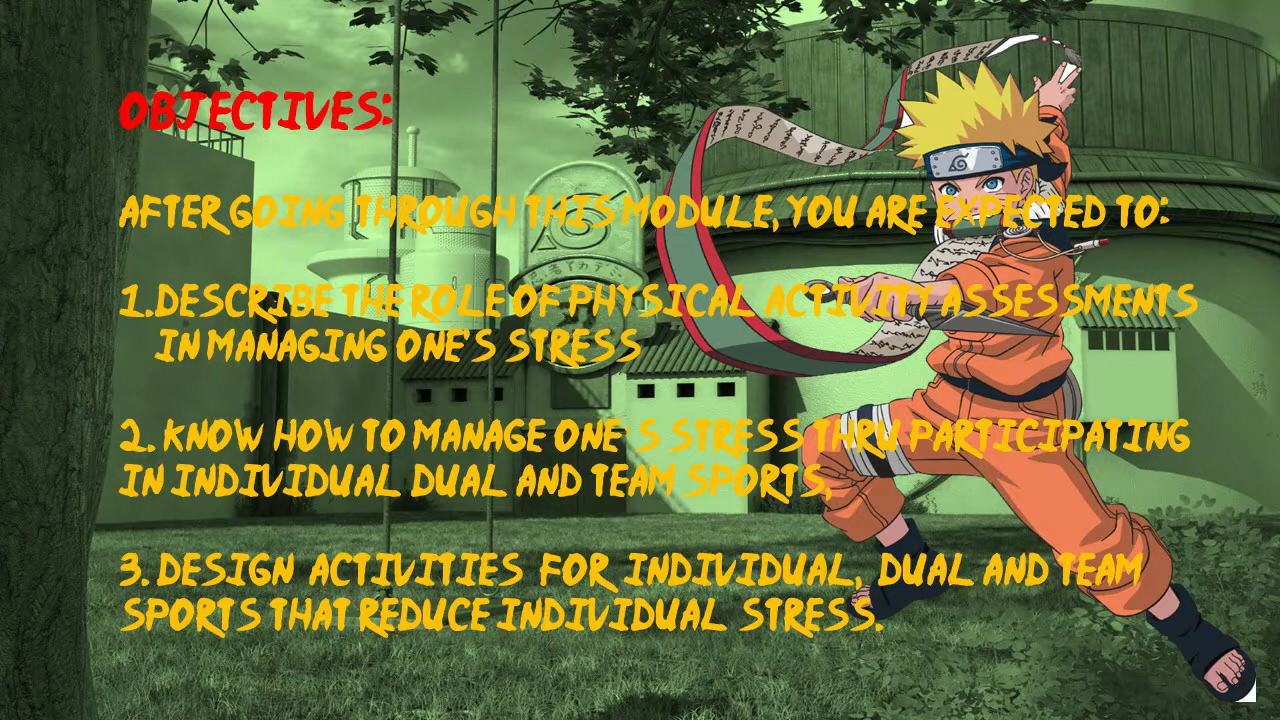 OBJECTIVES:
AFTER GOING THROUGH THIS MODULE, YOU ARE EXPECTED TO:
1. DESCRIBE THE ROLE OF PHYSICAL ACTIVITY ASSESSMENTS
IN MANAGING ONE'S STRESS
2. KNOW HOW TO MANAGE ONE'S STRESS THRU PARTICIPATING
IN INDIVIDUAL DUAL AND TEAM SPORTS,
3. DESIGN ACTIVITIES FOR INDIVIDUAL, DUAL AND TEAM
SPORTS THAT REDUCE INDIVIDUAL STRESS.